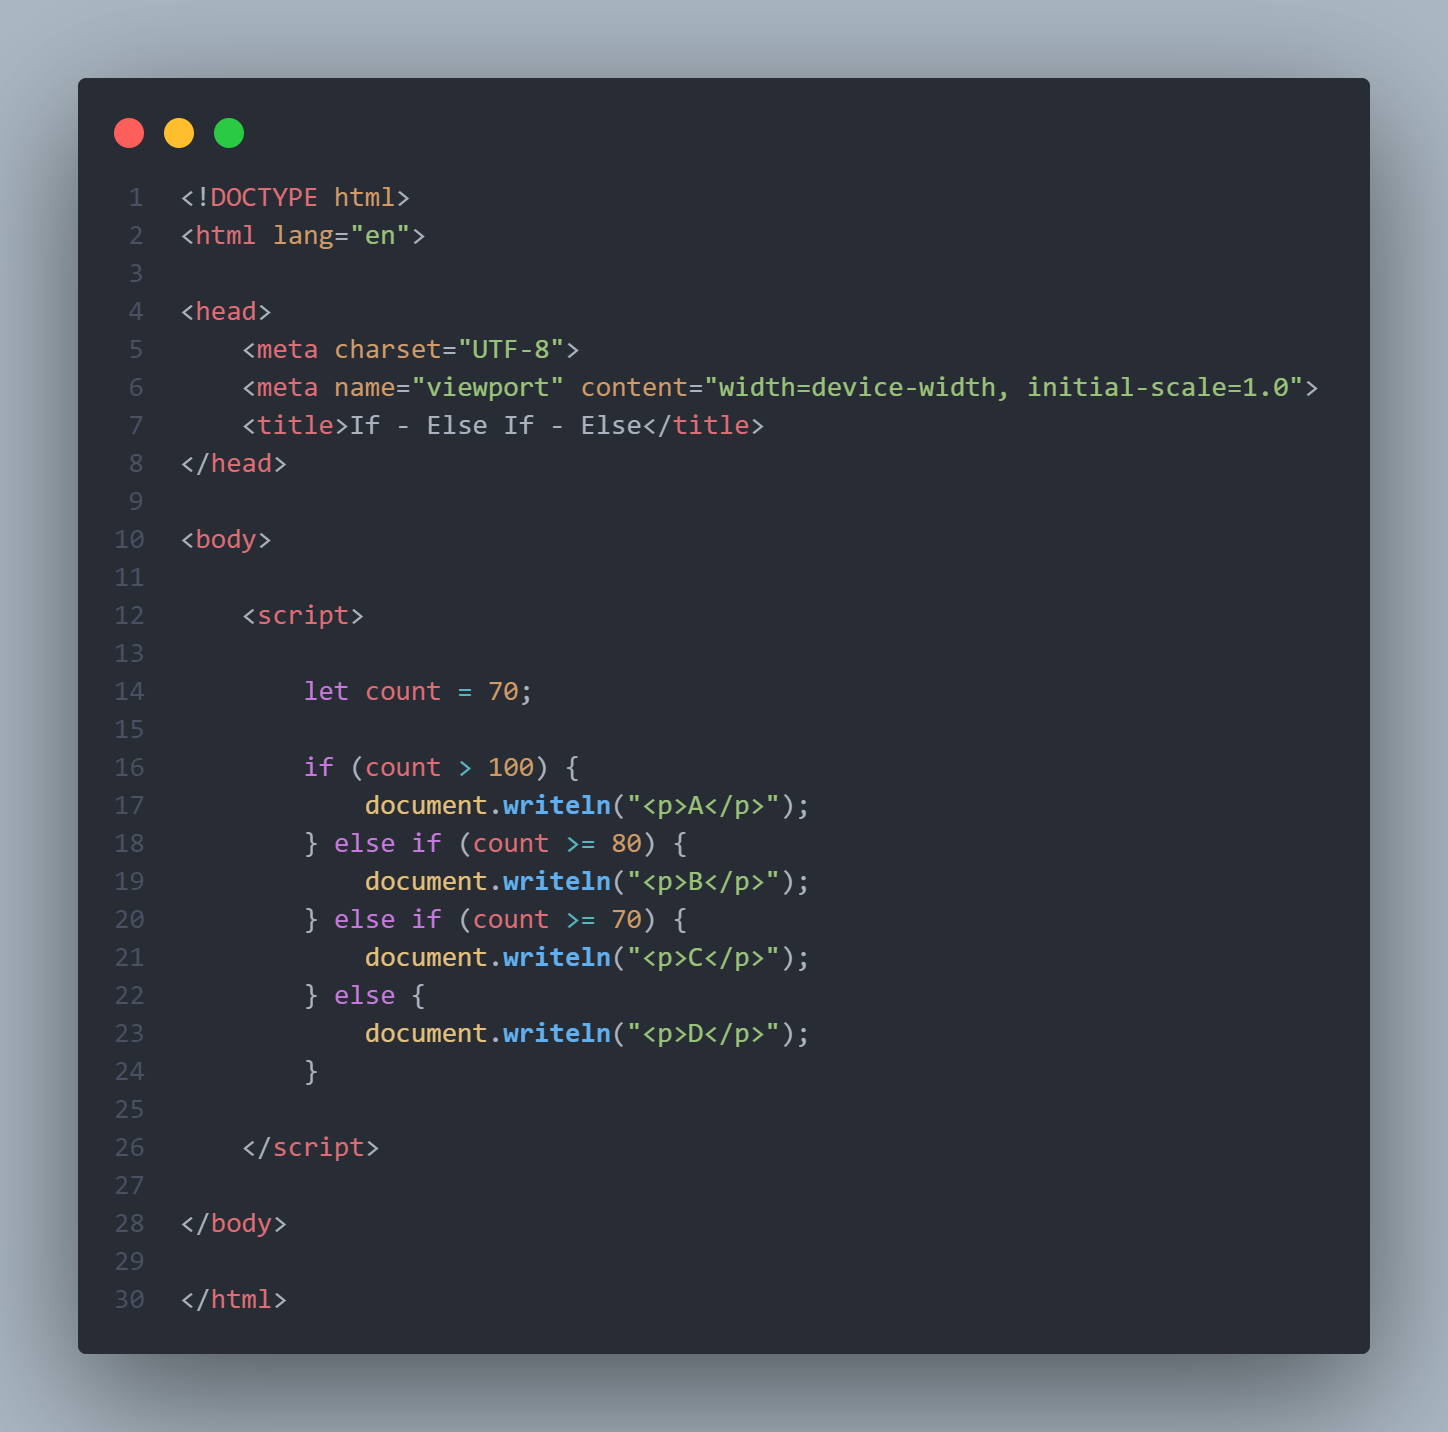 1 <!DOCTYPE html>
2 <html lang="en">
3
4 <head>
5     <meta charset="UTF-8">
6     <meta name="viewport" content="width=device-width, initial-scale=1.0">
7     <title>If - Else If - Else</title>
8 </head>
9
10 <body>
11
12     <script>
13
14         let count = 70;
15
16         if (count > 100) {
17             document.writeln("<p>A</p>");
18         } else if (count >= 80) {
19             document.writeln("<p>B</p>");
20         } else if (count >= 70) {
21             document.writeln("<p>C</p>");
22         } else {
23             document.writeln("<p>D</p>");
24         }
25
26     </script>
27
28 </body>
29
30 </html>